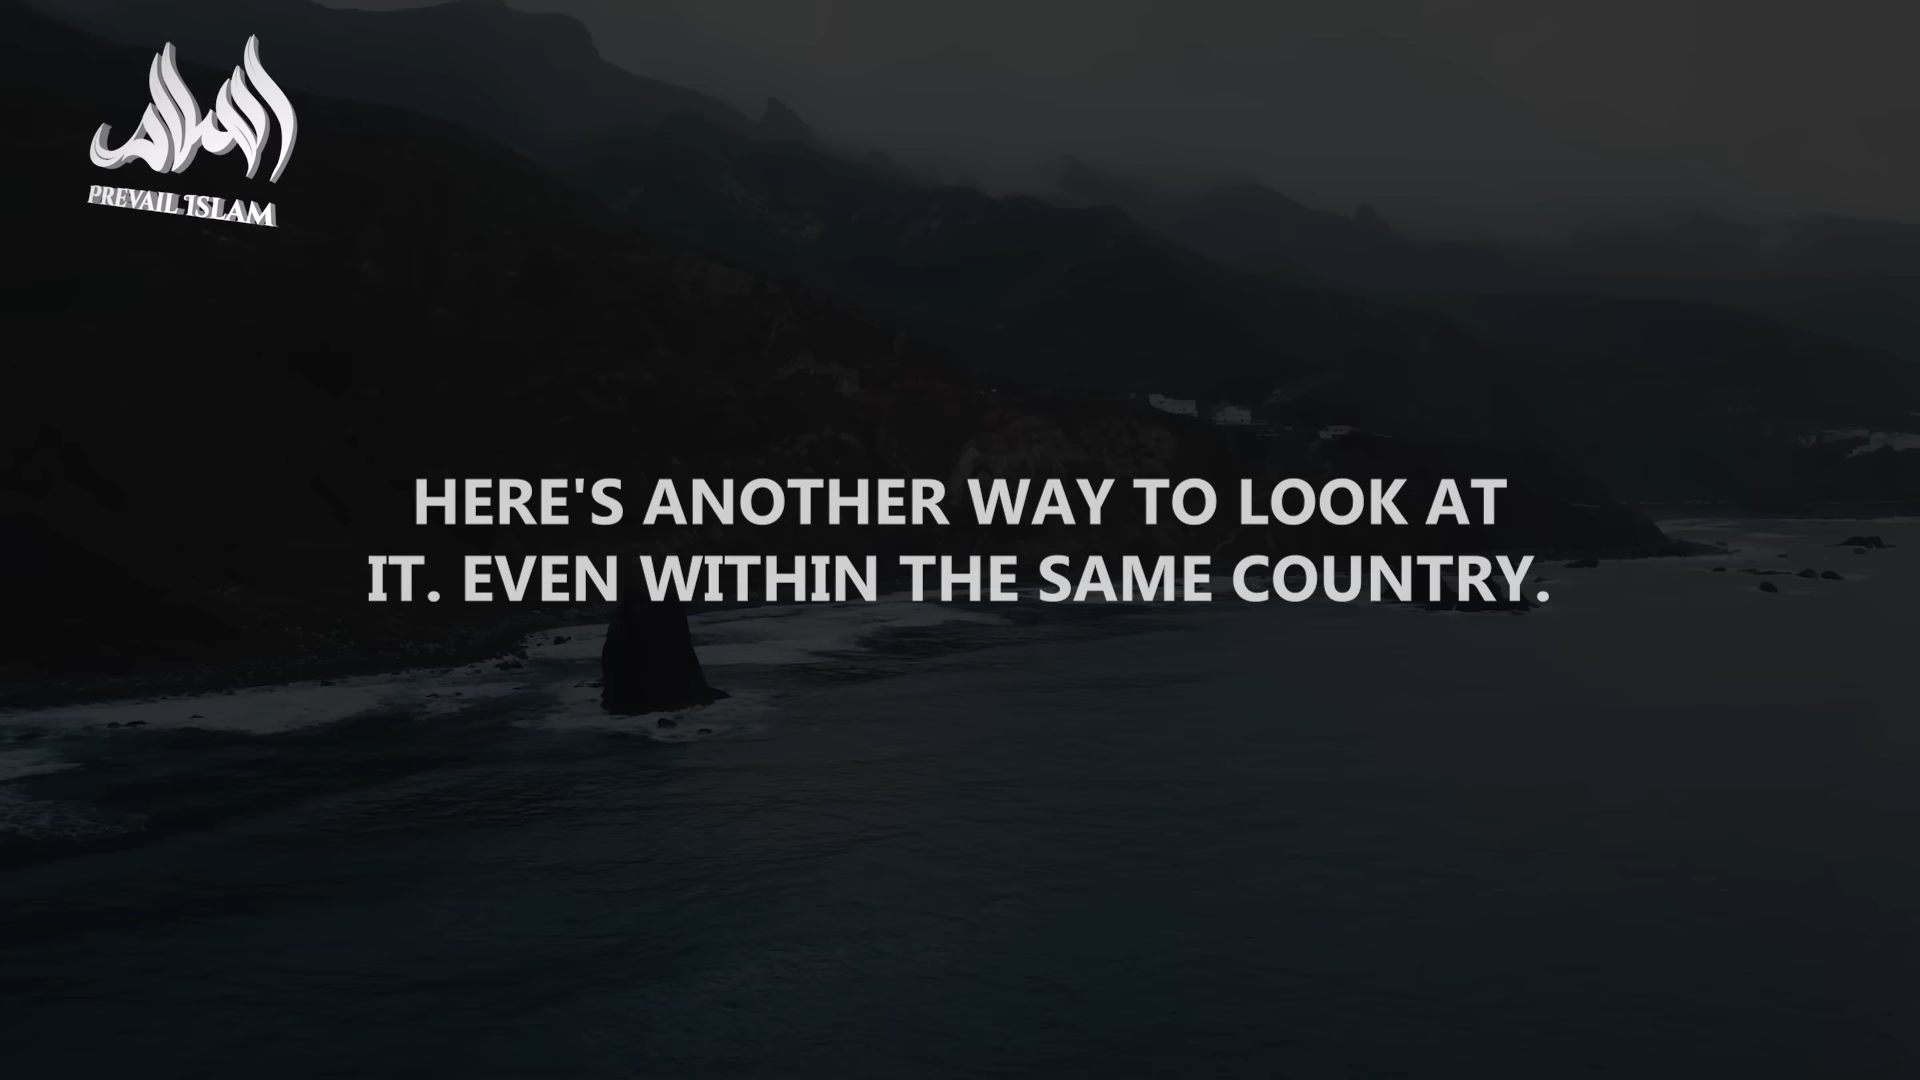 PREVAIL ISLAM
HERE'S ANOTHER WAY TO LOOK AT
IT. EVEN WITHIN THE SAME COUNTRY.